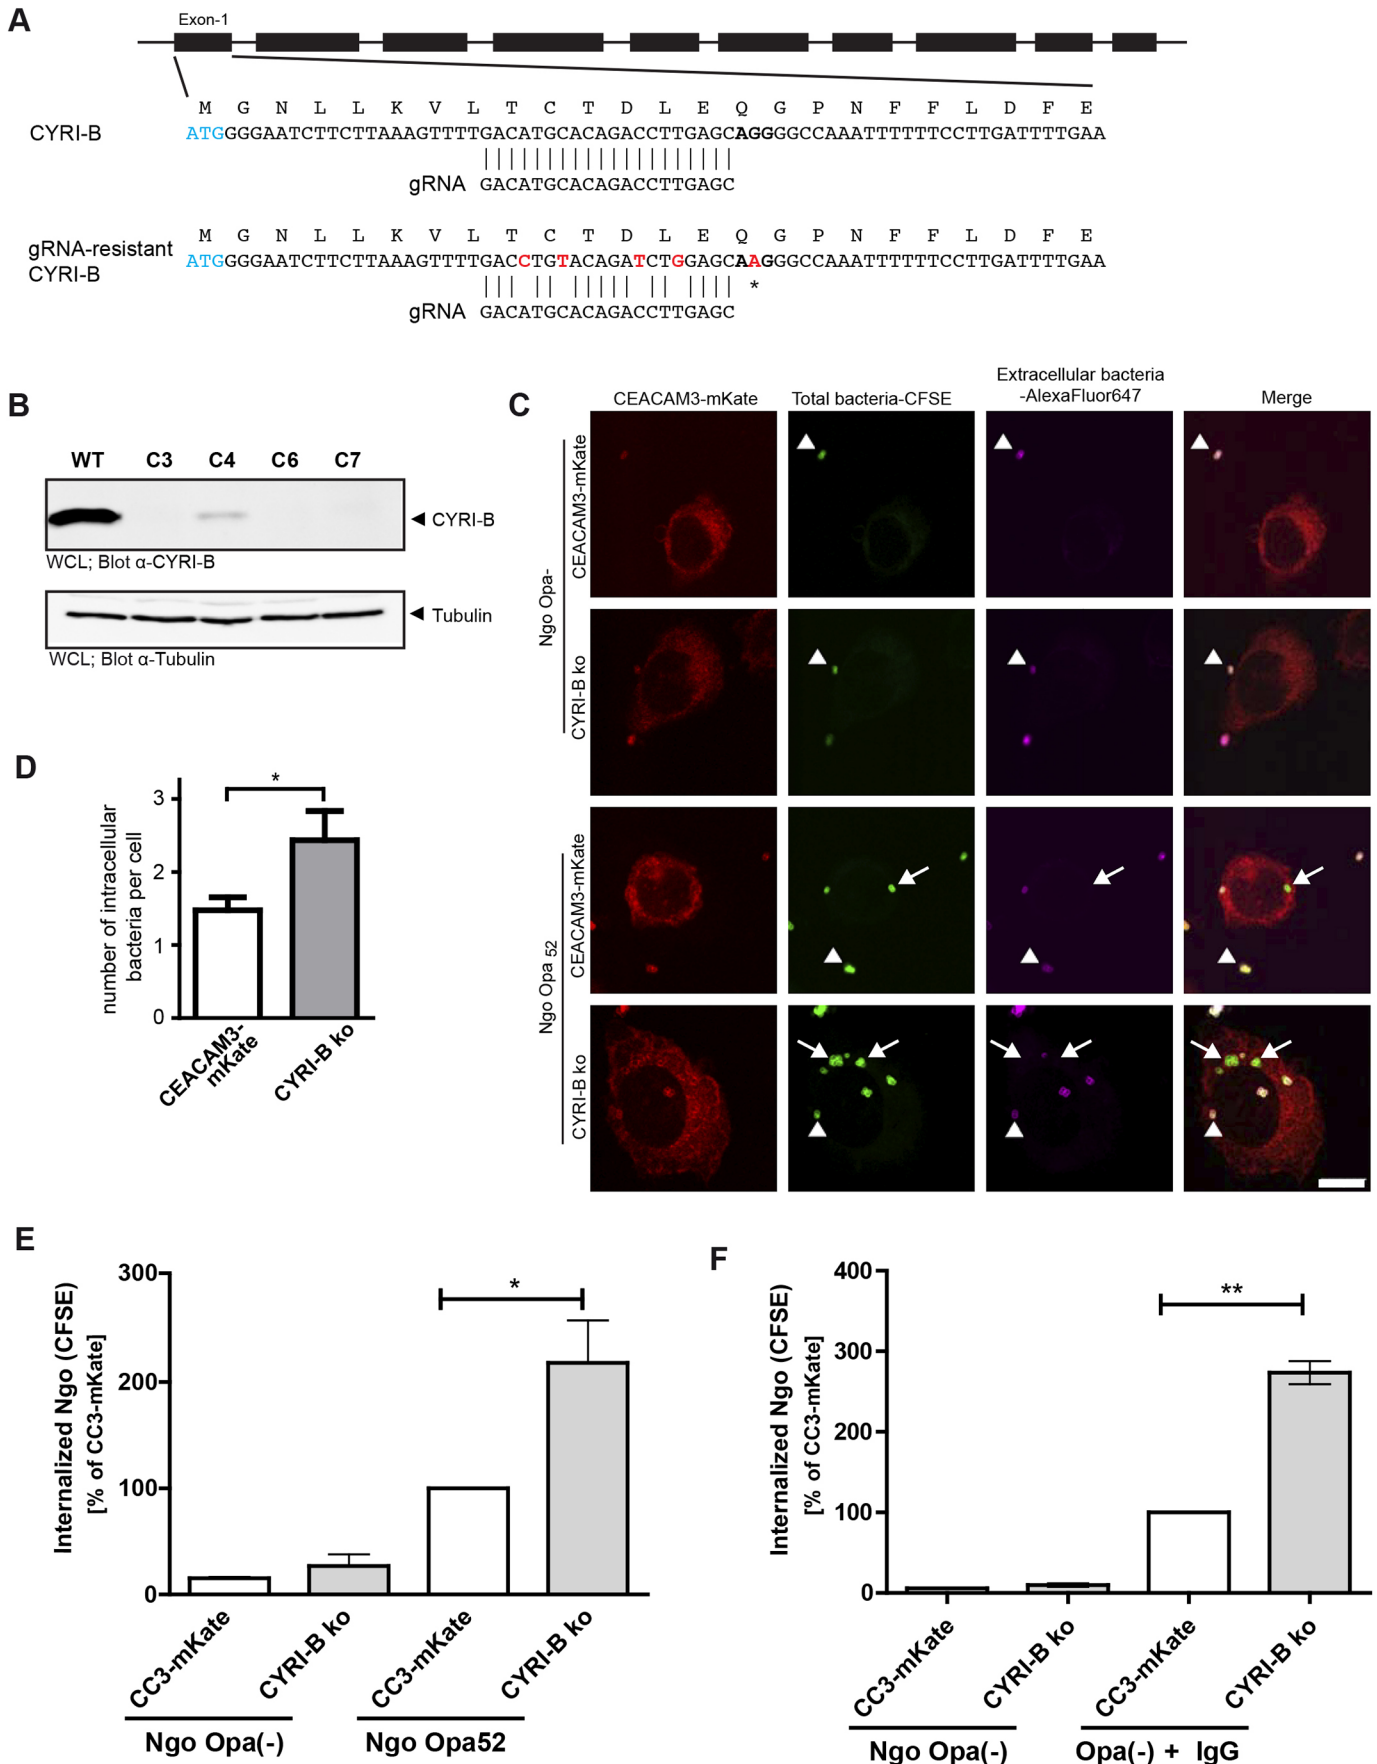 A
Exon-1
M G N L L K V L T C T D L E Q G P N F F L D F E
CYRI-B
ATGGGGAATCTTCTTAAAGTTTTGACATGCACAGACCTTGAGCAGGGGCCAAATTTTTTCCTTGATTTTGAA
gRNA GACATGCACAGACCTTGAGC
M G N L L K V L T C T D L E Q G P N F F L D F E
gRNA-resistant
CYRI-B
ATGGGGAATCTTCTTAAAGTTTTGACCTGTACAGATCTGGAGCAAGGGCCAAATTTTTTCCTTGATTTTGAA
*
gRNA GACATGCACAGACCTTGAGC
B
WT C3 C4 C6 C7
CYRI-B
WCL; Blot α-CYRI-B
Tubulin
WCL; Blot α-Tubulin
C
CEACAM3-mKate
Total bacteria-CFSE
Extracellular bacteria
-AlexaFluor647
Merge
Ngo Opa-
CEACAM3-mKate
CYRI-B ko
Ngo Opa 52
CEACAM3-mKate
CYRI-B ko
D
number of intracellular
bacteria per cell
3
2
1
0
*
CEACAM3-
mKate
CYRI-B ko
E
Internalized Ngo (CFSE)
[% of CC3-mKate]
300
200
100
0
*
CC3-mKate
CYRI-B ko
CC3-mKate
CYRI-B ko
Ngo Opa(-)
Ngo Opa52
F
Internalized Ngo (CFSE)
[% of CC3-mKate]
400
300
200
100
0
**
CC3-mKate
CYRI-B ko
CC3-mKate
CYRI-B ko
Ngo Opa(-)
Opa(-) + IgG